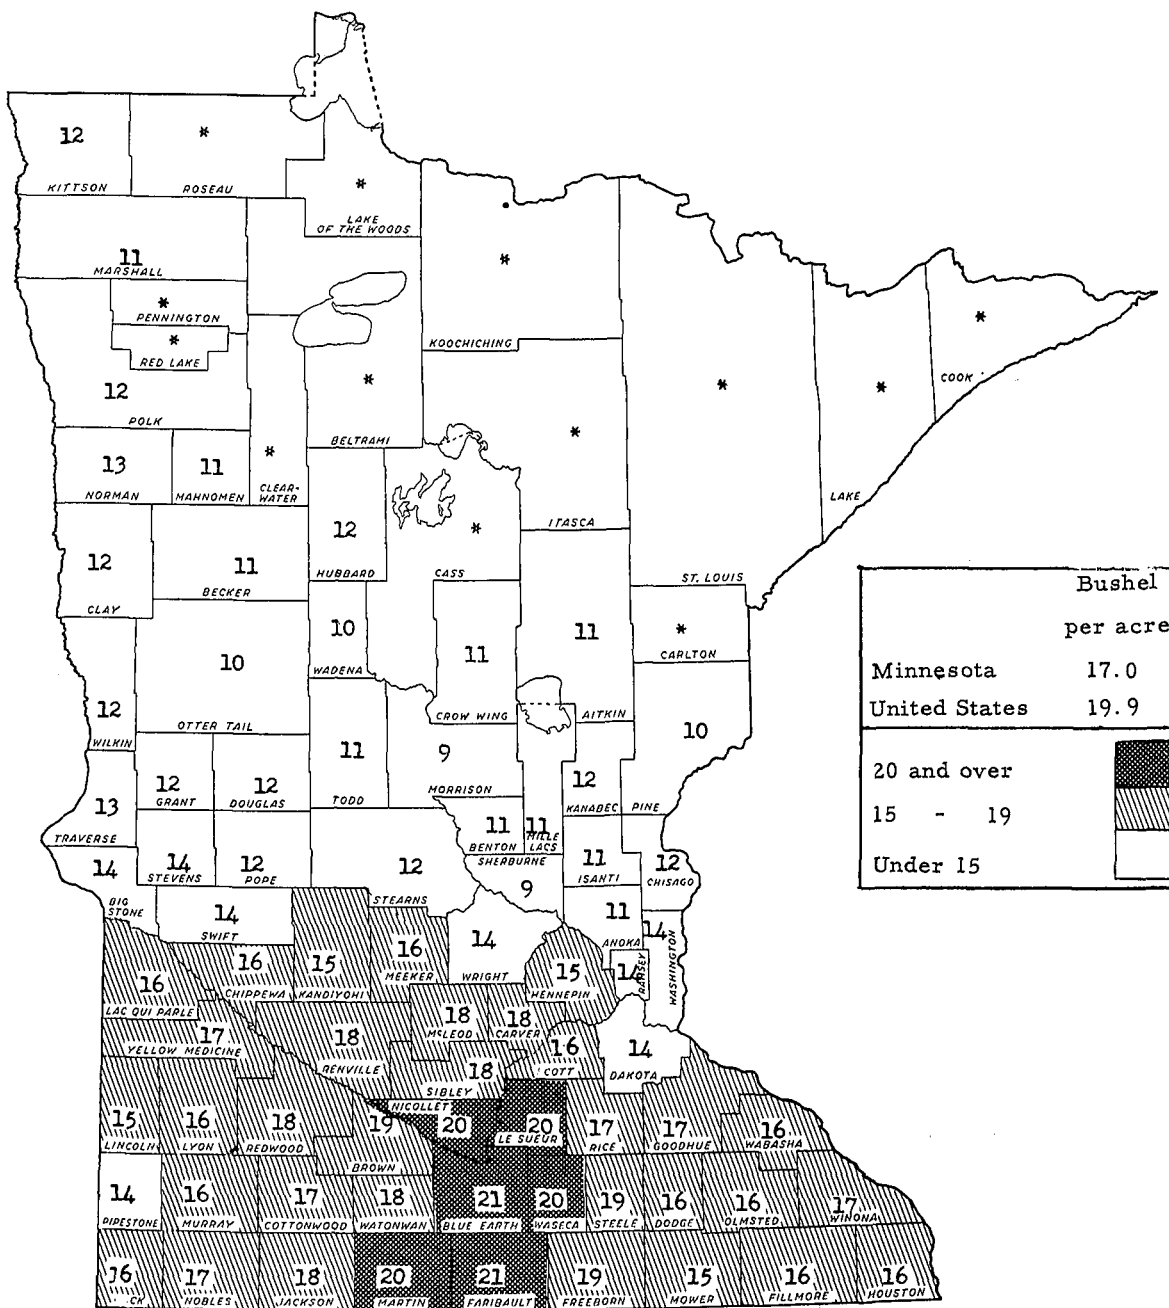 12
*
KITTSON
ROSEAU
*
LAKE
OF THE WOODS
11
MARSHALL
*
*
PENNINGTON
*
RED LAKE
KOOCHICHING
*
COOK
12
POLK
*
BELTRAMI
*
*
*
LAKE
13
NORMAN
11
MAHNOMEN
*
CLEAR-
WATER
ITASCA
12
HUBBARD
*
CASS
ST. LOUIS
12
CLAY
11
BECKER
10
WADENA
11
CROW WING
11
AITKIN
*
CARLTON
10
OTTER TAIL
12
WILKIN
11
TODD
9
MORRISON
12
KANABEC
10
PINE
12
GRANT
12
DOUGLAS
13
TRAVERSE
11
BENTON
11
MILLE
LACS
14
BIG
STONE
14
STEVENS
12
POPE
12
STEARNS
SHERBURNE
9
11
ISANTI
12
CHISAGO
14
SWIFT
11
ANOKA
14
WASHINGTON
14
RAMSEY
16
LAC QUI PARLE
16
CHIPPEWA
15
KANDIYOHI
16
MEEKER
14
WRIGHT
15
HENNEPIN
17
YELLOW MEDICINE
18
RENVILLE
18
McLEOD
18
CARVER
16
COTT
14
DAKOTA
18
SIBLEY
15
LINCOLN
16
LYON
18
REDWOOD
19
BROWN
NICOLLET
20
20
LE SUEUR
17
RICE
17
GOODHUE
16
WABASHA
14
PIPESTONE
16
MURRAY
17
COTTONWOOD
18
WATONWAN
21
BLUE EARTH
20
WASECA
19
STEELE
16
DODGE
16
OLMSTED
17
WINONA
16
CK
17
NOBLES
18
JACKSON
20
MARTIN
21
FARIBAULT
19
FREEBORN
15
MOWER
16
FILLMORE
16
HOUSTON
Bushel
per acre
Minnesota 17.0
United States 19.9
20 and over
15 - 19
Under 15